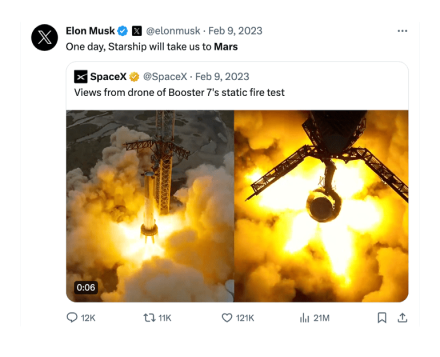 Elon Musk @elonmusk · Feb 9, 2023
One day, Starship will take us to Mars
SpaceX @SpaceX · Feb 9, 2023
Views from drone of Booster 7's static fire test
0:06
12K 11K 121K 21M